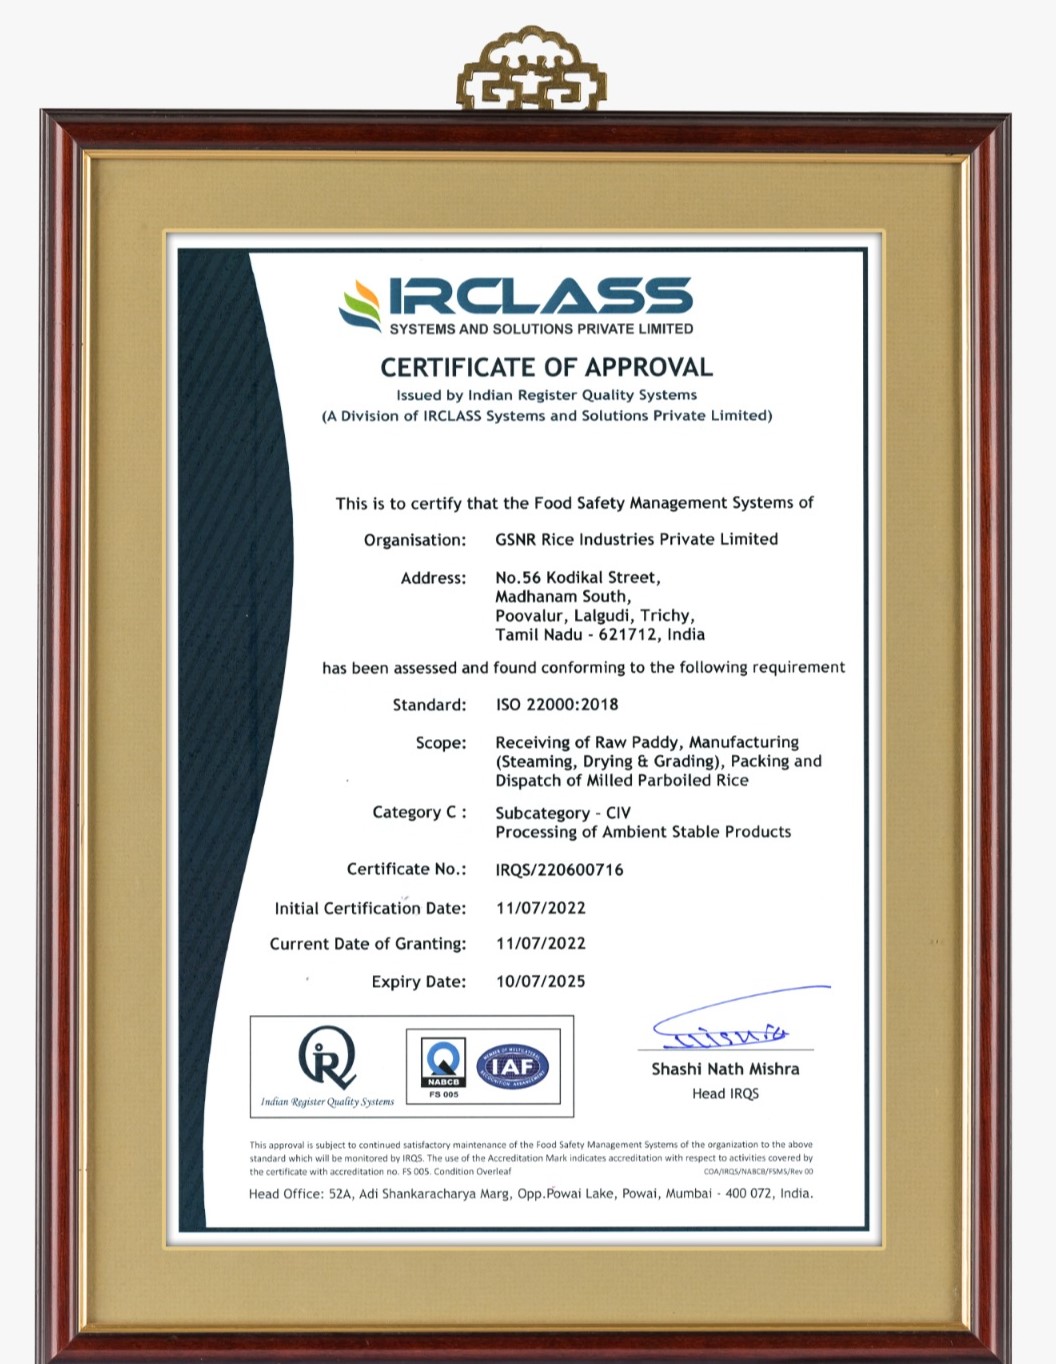 IRCLASS
SYSTEMS AND SOLUTIONS PRIVATE LIMITED
CERTIFICATE OF APPROVAL
Issued by Indian Register Quality Systems
(A Division of IRCLASS Systems and Solutions Private Limited)
This is to certify that the Food Safety Management Systems of
Organisation: GSNR Rice Industries Private Limited
Address: No.56 Kodikal Street,
Madhanam South,
Poovalur, Lalgudi, Trichy,
Tamil Nadu - 621712, India
has been assessed and found conforming to the following requirement
Standard: ISO 22000:2018
Scope: Receiving of Raw Paddy, Manufacturing
(Steaming, Drying & Grading), Packing and
Dispatch of Milled Parboiled Rice
Category C : Subcategory - CIV
Processing of Ambient Stable Products
Certificate No.: IRQS/220600716
Initial Certification Date: 11/07/2022
Current Date of Granting: 11/07/2022
Expiry Date: 10/07/2025
IR
Indian Register Quality Systems
NABCB
FS 005
MEMBER OF MULTILATERAL
IAF
RECOGNITION ARRANGEMENT
Mishra
Shashi Nath Mishra
Head IRQS
This approval is subject to continued satisfactory maintenance of the Food Safety Management Systems of the organization to the above
standard which will be monitored by IRQS. The use of the Accreditation Mark indicates accreditation with respect to activities covered by
the certificate with accreditation no. FS 005. Condition Overleaf COA/IRQS/NABCB/FSMS/Rev 00
Head Office: 52A, Adi Shankaracharya Marg, Opp.Powai Lake, Powai, Mumbai - 400 072, India.